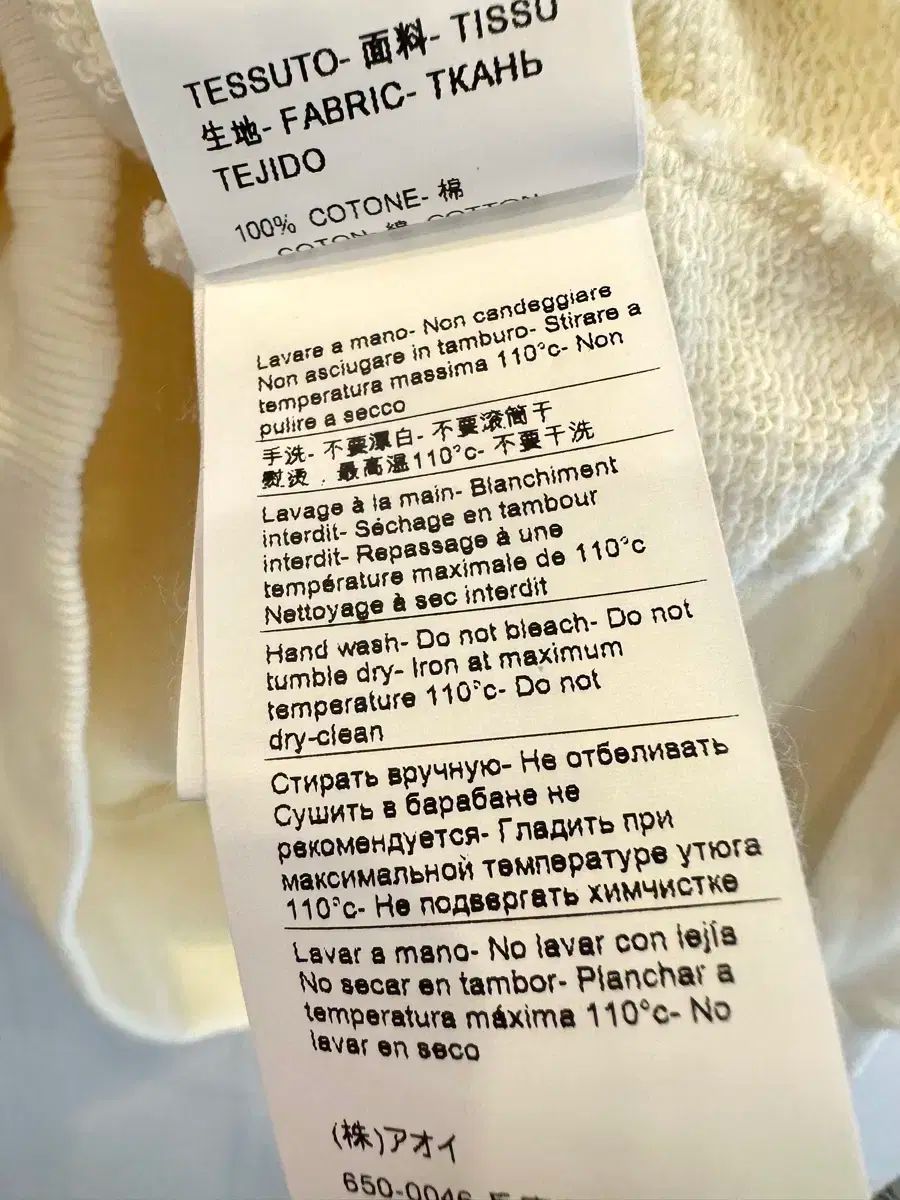 TESSUTO- 面料- TISSU
生地- FABRIC- ТКАНЬ
TEJIDO
100% COTONE- 棉
COTON- 綿- COTTON
Lavare a mano- Non candeggiare
Non asciugare in tamburo- Stirare a
temperatura massima 110°c- Non
pulire a secco
手洗- 不要漂白- 不要滚筒干
熨烫，最高温110°c- 不要干洗
Lavage à la main- Blanchiment
interdit- Séchage en tambour
interdit- Repassage à une
température maximale de 110°c
Nettoyage à sec interdit
Hand wash- Do not bleach- Do not
tumble dry- Iron at maximum
temperature 110°c- Do not
dry-clean
Стирать вручную- Не отбеливать
Сушить в барабане не
рекомендуется- Гладить при
максимальной температуре утюга
110°c- Не подвергать химчистке
Lavar a mano- No lavar con lejía
No secar en tambor- Planchar a
temperatura máxima 110°c- No
lavar en seco
(株)アオイ
650-0046